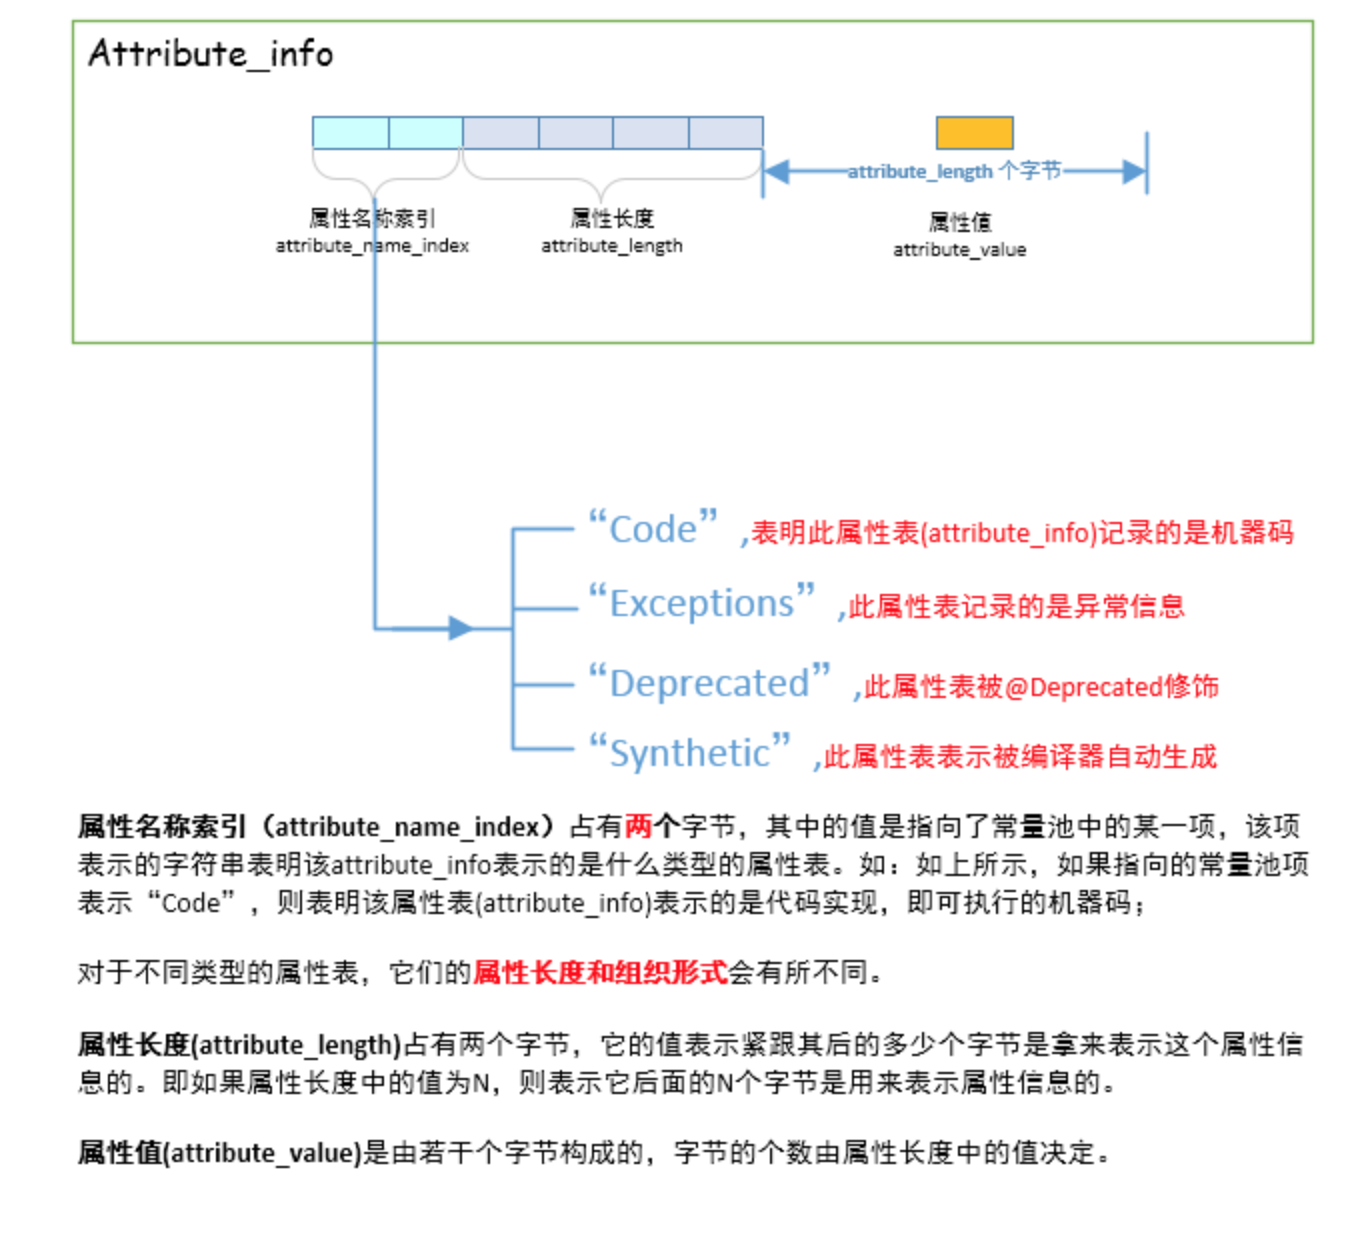 Attribute_info
attribute_length 个字节
属性名称索引
attribute_name_index
属性长度
attribute_length
属性值
attribute_value
“Code” ,表明此属性表(attribute_info)记录的是机器码
“Exceptions” ,此属性表记录的是异常信息
“Deprecated” ,此属性表被@Deprecated修饰
“Synthetic” ,此属性表表示被编译器自动生成
属性名称索引（attribute_name_index）占有两个字节，其中的值是指向了常量池中的某一项，该项
表示的字符串表明该attribute_info表示的是什么类型的属性表。如：如上所示，如果指向的常量池项
表示“Code”，则表明该属性表(attribute_info)表示的是代码实现，即可执行的机器码；
对于不同类型的属性表，它们的属性长度和组织形式会有所不同。
属性长度(attribute_length)占有两个字节，它的值表示紧跟其后的多少个字节是拿来表示这个属性信
息的。即如果属性长度中的值为N，则表示它后面的N个字节是用来表示属性信息的。
属性值(attribute_value)是由若干个字节构成的，字节的个数由属性长度中的值决定。